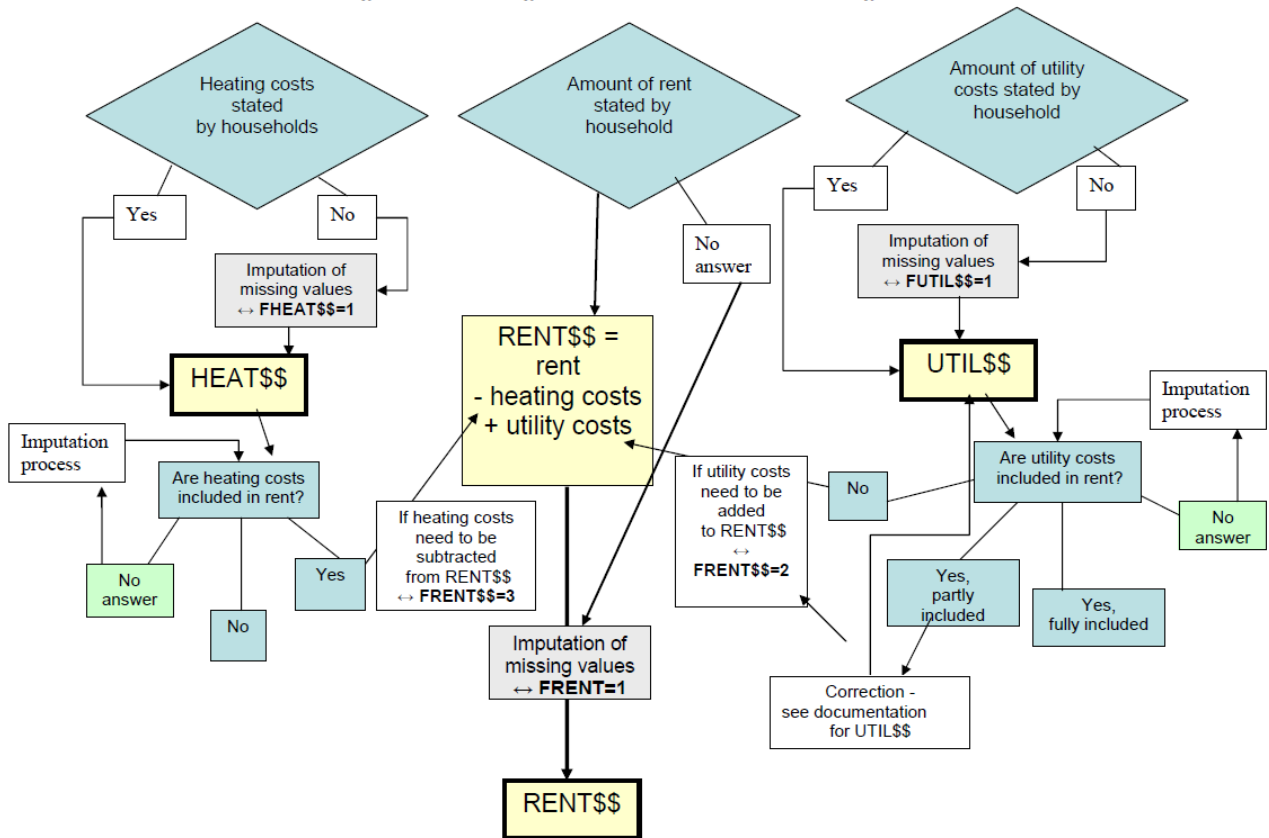 Heating costs
stated
by households
Amount of rent
stated by
household
Amount of utility
costs stated by
household
Yes
No
No
answer
Yes
No
Imputation of
missing values
↔ FHEAT$$=1
Imputation of
missing values
↔ FUTIL$$=1
HEAT$$
RENT$$ =
rent
- heating costs
+ utility costs
UTIL$$
Imputation
process
Are heating costs
included in rent?
No
answer
No
Yes
If heating costs
need to be
subtracted
from RENT$$
↔ FRENT$$=3
If utility costs
need to be
added
to RENT$$
↔
FRENT$$=2
No
Are utility costs
included in rent?
Imputation
process
No
answer
Yes,
partly
included
Yes,
fully included
Imputation of
missing values
↔ FRENT=1
Correction -
see documentation
for UTIL$$
RENT$$